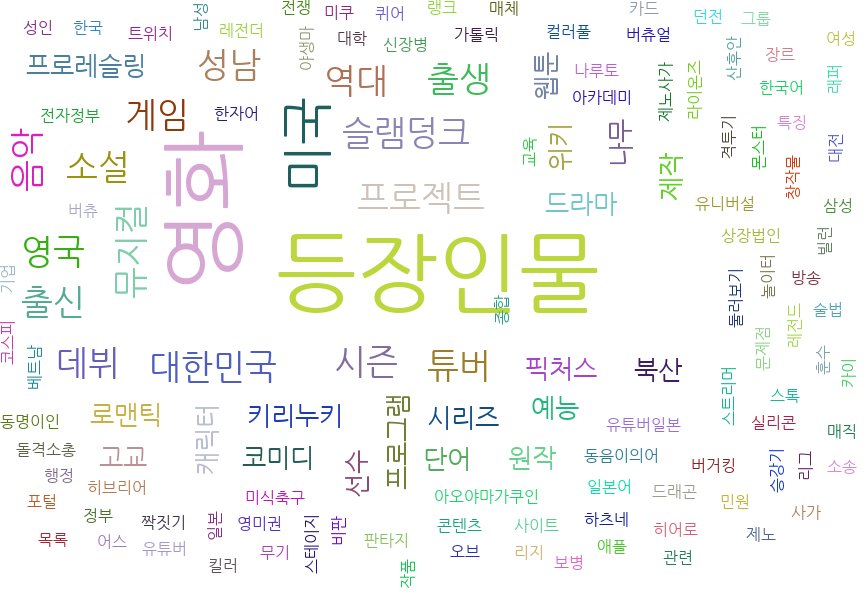 전쟁
미쿠
퀴어
랭크
매체
카드
던전
그룹
남성
성인
한국
트위치
레전더
야생마
대학
신장병
가톨릭
컬러풀
버츄얼
산휴안
여성
프로레슬링
성남
역대
출생
웹툰
나루토
아카데미
제노사가
라이온즈
장르
한국어
래퍼
전자정부
게임
한자어
미국
슬램덩크
교육
위키
나무
격투기
몬스터
특징
대전
음악
소설
영화
프로젝트
드라마
제작
유니버설
창작물
삼성
버츄
뮤지컬
영국
등장인물
종합
상장법인
빌런
기업
출신
둘러보기
놀이터
방송
레전드
술법
코스피
베트남
데뷔
대한민국
시즌
튜버
픽처스
북산
문제점
훈수
카이
동명이인
로맨틱
캐릭터
키리누키
프로그램
시리즈
예능
유튜버일본
스트리머
스톡
실리콘
매직
돌격소총
코미디
선수
단어
원작
동음이의어
버거킹
승강기
리그
소송
행정
히브리어
포털
미식축구
아오야마가쿠인
일본어
드래곤
민원
사가
정부
짝짓기
일본
영미권
스테이지
비판
콘텐츠
사이트
하츠네
히어로
제노
목록
어스
유튜버
킬러
무기
판타지
작품
오브
리지
보병
애플
관련